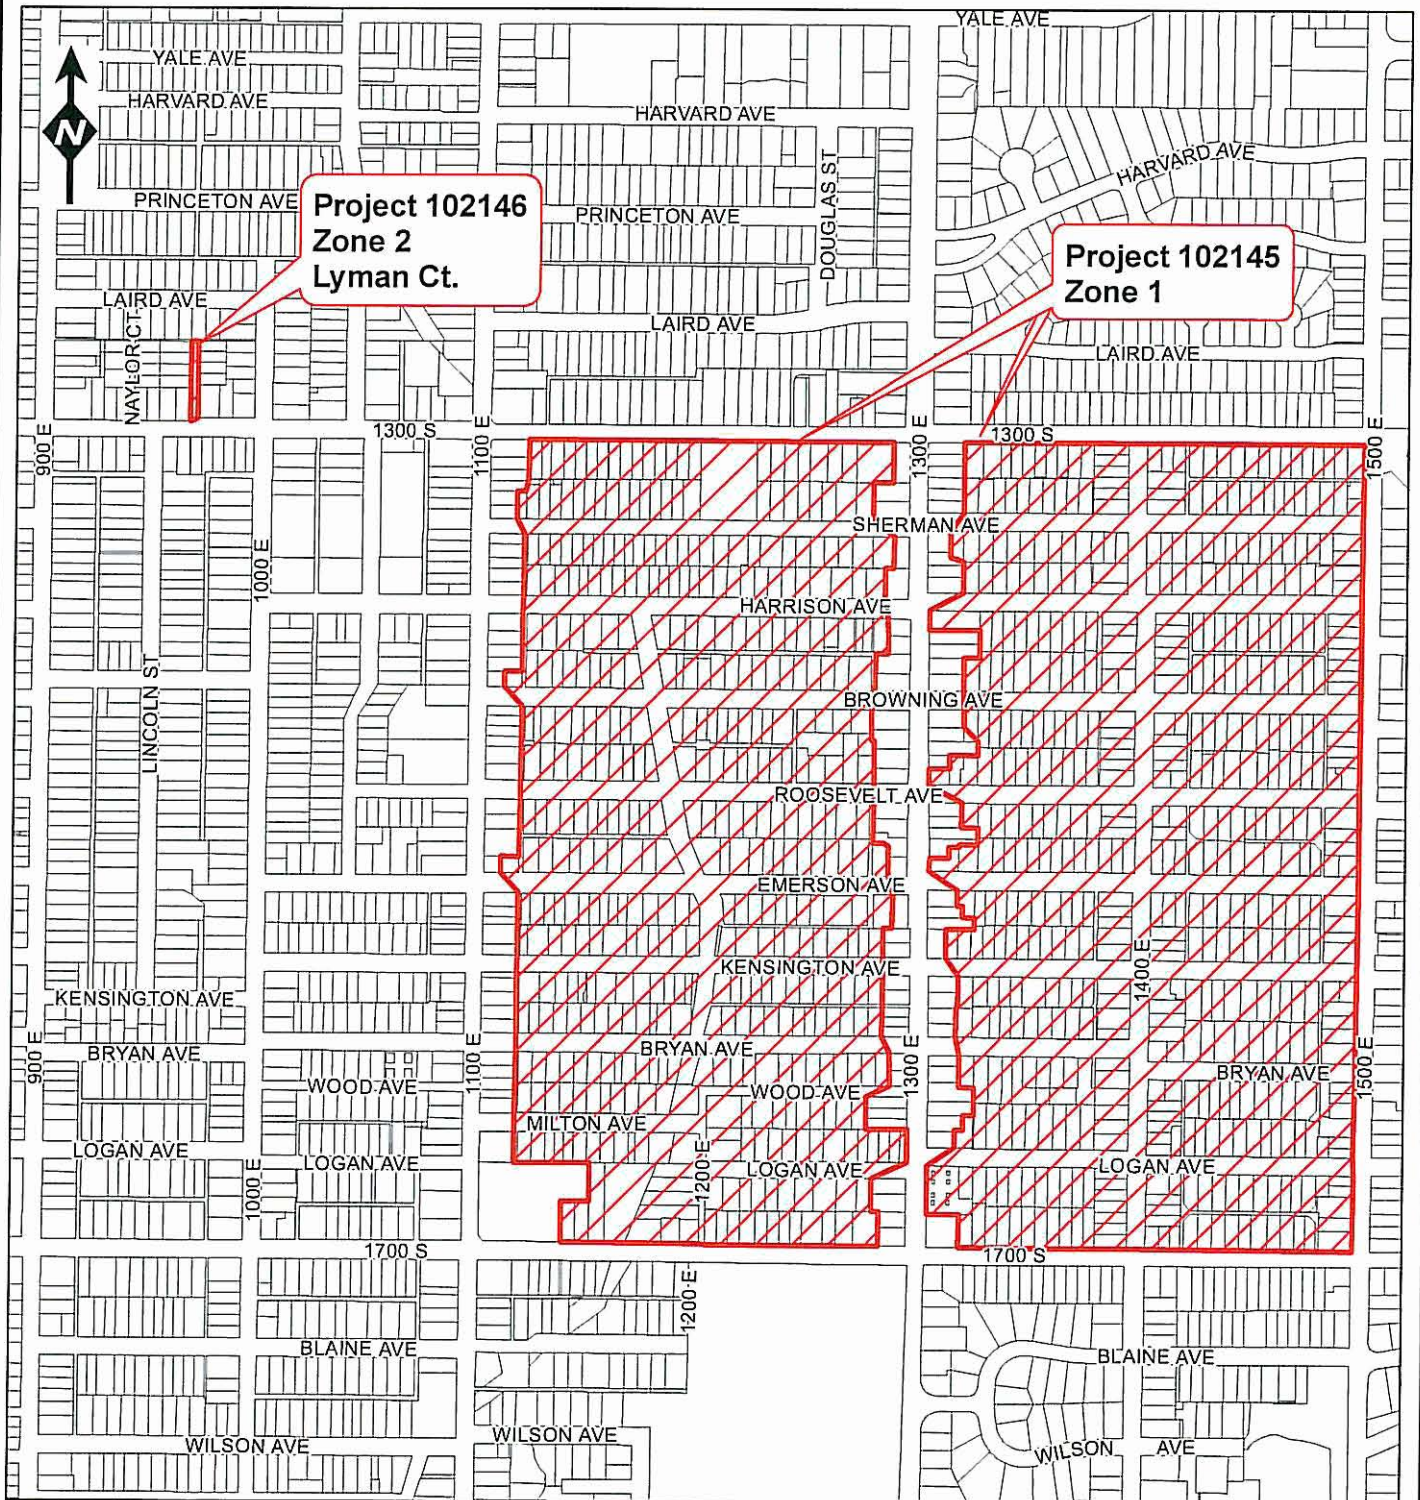 YALE AVE
YALE AVE
N
HARVARD AVE
HARVARD AVE
HARVARD AVE
DOUGLAS ST
PRINCETON AVE
PRINCETON AVE
Project 102146
Zone 2
Lyman Ct.
Project 102145
Zone 1
LAIRD AVE
LAIRD AVE
LAIRD AVE
NAYLOR CT
900 E
1300 S
1100 E
1300 E
1300 S
1500 E
SHERMAN AVE
1000 E
HARRISON AVE
LINCOLN ST
BROWNING AVE
ROOSEVELT AVE
EMERSON AVE
KENSINGTON AVE
1400 E
KENSINGTON AVE
900 E
BRYAN AVE
1100 E
BRYAN AVE
1300 E
BRYAN AVE
1500 E
WOOD AVE
WOOD AVE
MILTON AVE
LOGAN AVE
LOGAN AVE
1200 E
LOGAN AVE
LOGAN AVE
1000 E
1700 S
1700 S
1200 E
BLAINE AVE
BLAINE AVE
WILSON AVE
WILSON AVE
WILSON AVE